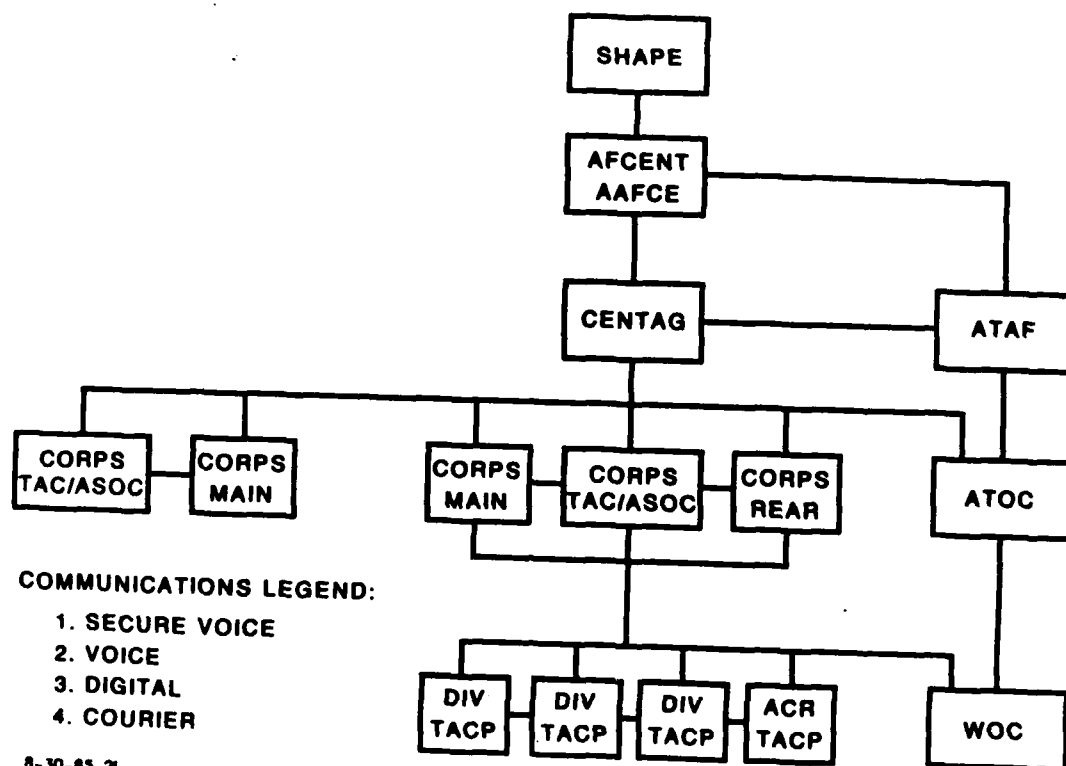 SHAPE
AFCENT
AAFCE
CENTAG
ATAF
CORPS
TAC/ASOC
CORPS
MAIN
CORPS
MAIN
CORPS
TAC/ASOC
CORPS
REAR
ATOC
COMMUNICATIONS LEGEND:
1. SECURE VOICE
2. VOICE
3. DIGITAL
4. COURIER
DIV
TACP
DIV
TACP
DIV
TACP
ACR
TACP
WOC